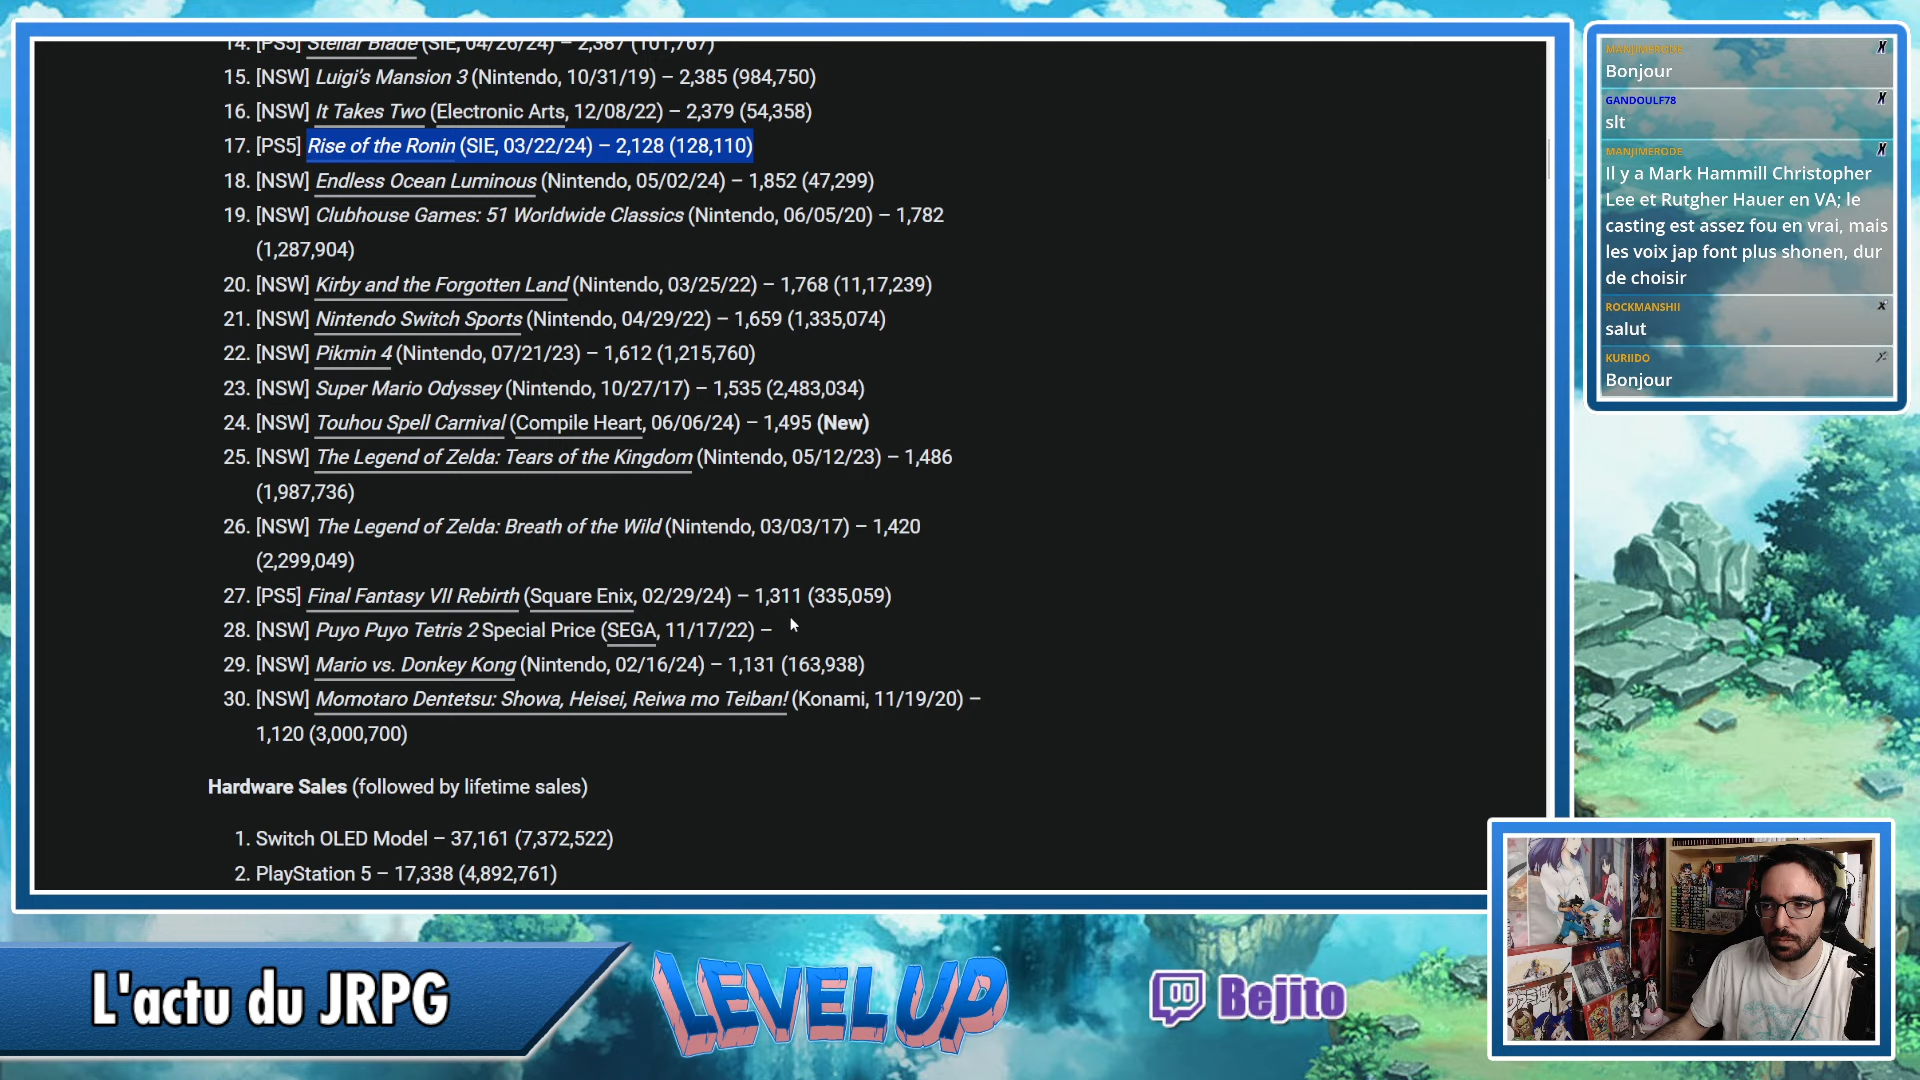 14. [PS5] Stellar Blade (SIE, 04/26/24) – 2,387 (101,767)
15. [NSW] Luigi’s Mansion 3 (Nintendo, 10/31/19) – 2,385 (984,750)
16. [NSW] It Takes Two (Electronic Arts, 12/08/22) – 2,379 (54,358)
17. [PS5] Rise of the Ronin (SIE, 03/22/24) – 2,128 (128,110)
18. [NSW] Endless Ocean Luminous (Nintendo, 05/02/24) – 1,852 (47,299)
19. [NSW] Clubhouse Games: 51 Worldwide Classics (Nintendo, 06/05/20) – 1,782
(1,287,904)
20. [NSW] Kirby and the Forgotten Land (Nintendo, 03/25/22) – 1,768 (11,17,239)
21. [NSW] Nintendo Switch Sports (Nintendo, 04/29/22) – 1,659 (1,335,074)
22. [NSW] Pikmin 4 (Nintendo, 07/21/23) – 1,612 (1,215,760)
23. [NSW] Super Mario Odyssey (Nintendo, 10/27/17) – 1,535 (2,483,034)
24. [NSW] Touhou Spell Carnival (Compile Heart, 06/06/24) – 1,495 (New)
25. [NSW] The Legend of Zelda: Tears of the Kingdom (Nintendo, 05/12/23) – 1,486
(1,987,736)
26. [NSW] The Legend of Zelda: Breath of the Wild (Nintendo, 03/03/17) – 1,420
(2,299,049)
27. [PS5] Final Fantasy VII Rebirth (Square Enix, 02/29/24) – 1,311 (335,059)
28. [NSW] Puyo Puyo Tetris 2 Special Price (SEGA, 11/17/22) –
29. [NSW] Mario vs. Donkey Kong (Nintendo, 02/16/24) – 1,131 (163,938)
30. [NSW] Momotaro Dentetsu: Showa, Heisei, Reiwa mo Teiban! (Konami, 11/19/20) –
1,120 (3,000,700)
Hardware Sales (followed by lifetime sales)
1. Switch OLED Model – 37,161 (7,372,522)
2. PlayStation 5 – 17,338 (4,892,761)
MANJIMERODE
Bonjour
GANDOULF78
slt
MANJIMERODE
Il y a Mark Hammill Christopher
Lee et Rutgher Hauer en VA; le
casting est assez fou en vrai, mais
les voix jap font plus shonen, dur
de choisir
ROCKMANSHII
salut
KURIIDO
Bonjour
L'actu du JRPG
LEVEL UP
Bejito